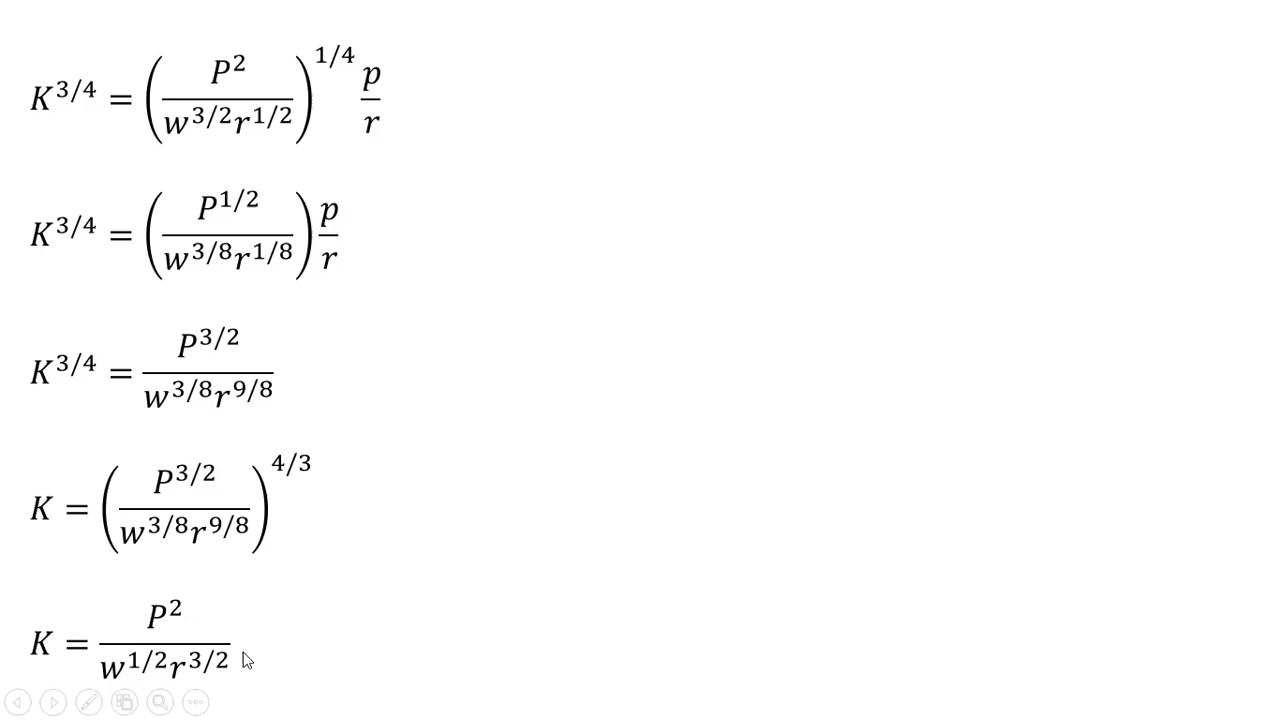 K^{3/4} = (P^2 / (w^{3/2} r^{1/2}))^{1/4} p/r
K^{3/4} = (P^{1/2} / (w^{3/8} r^{1/8})) p/r
K^{3/4} = P^{3/2} / (w^{3/8} r^{9/8})
K = (P^{3/2} / (w^{3/8} r^{9/8}))^{4/3}
K = P^2 / (w^{1/2} r^{3/2})